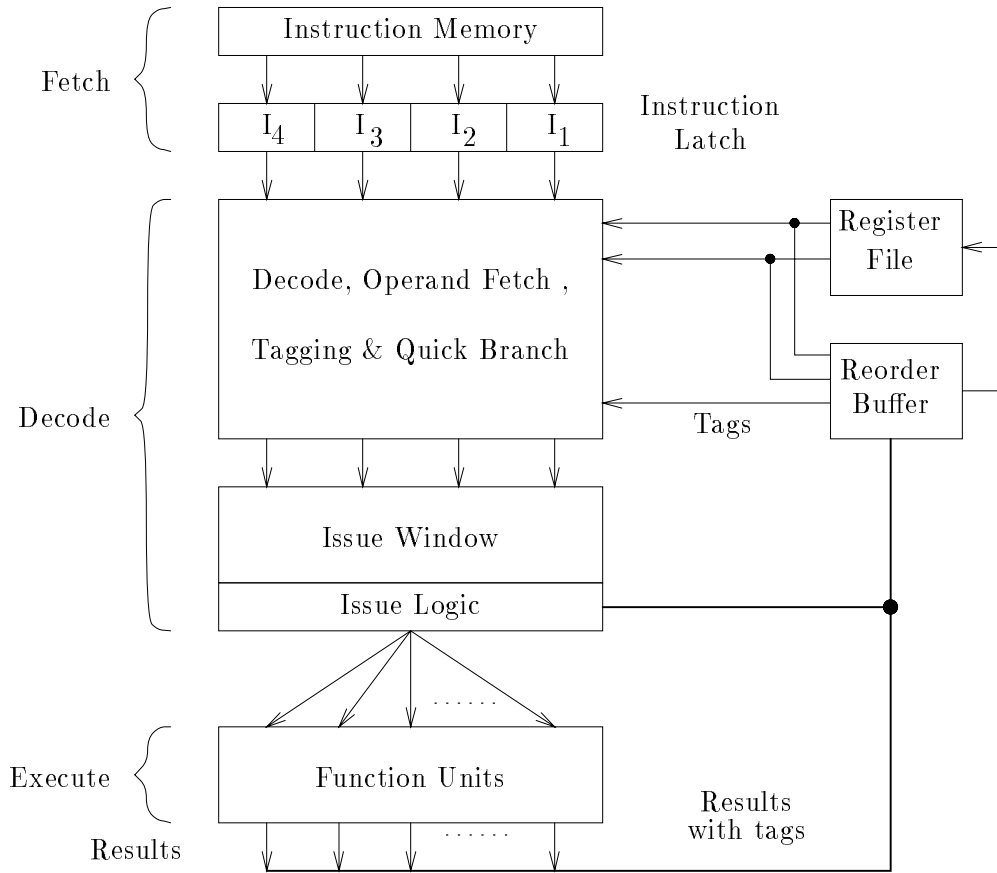 Instruction Memory
Fetch
I4 I3 I2 I1
Instruction
Latch
Register
File
Decode, Operand Fetch ,
Tagging & Quick Branch
Reorder
Buffer
Decode
Tags
Issue Window
Issue Logic
......
Execute
Function Units
Results
with tags
......
Results